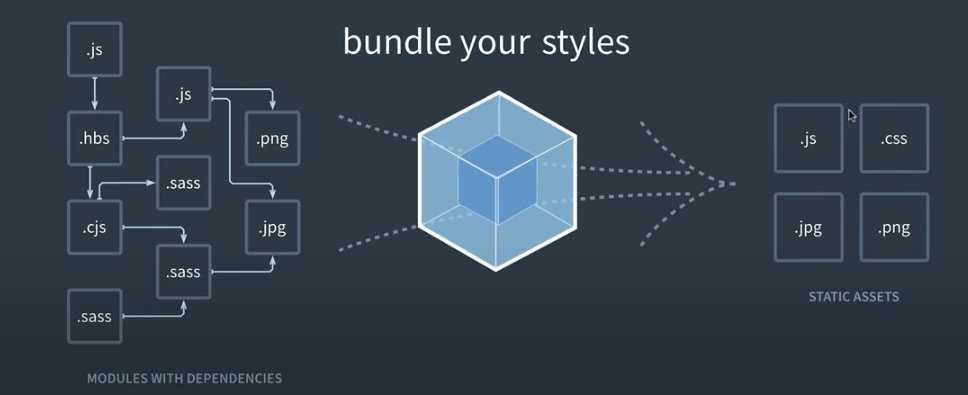 bundle your styles
.js
.js
.hbs
.png
.sass
.cjs
.jpg
.sass
.sass
MODULES WITH DEPENDENCIES
.js
.css
.jpg
.png
STATIC ASSETS